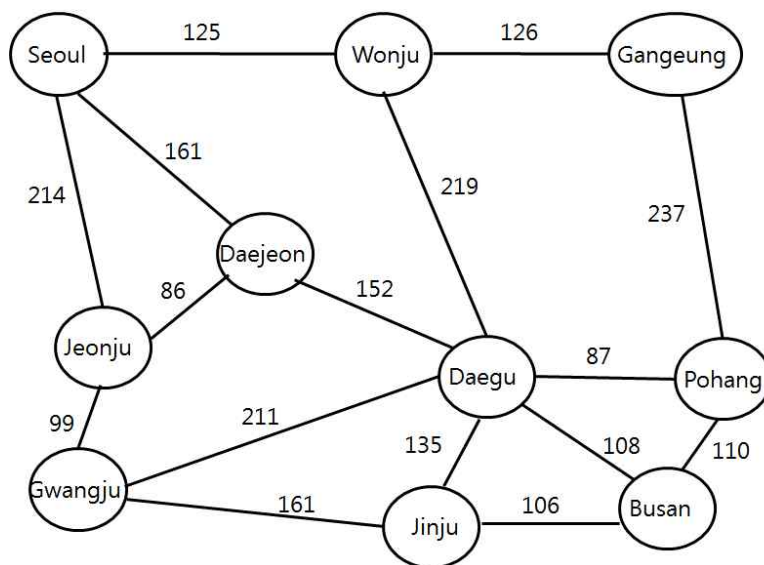 125
126
Seoul
Wonju
Gangeung
161
214
219
237
Daejeon
86
152
Jeonju
87
Daegu
Pohang
99
211
135
108
110
Gwangju
161
106
Busan
Jinju